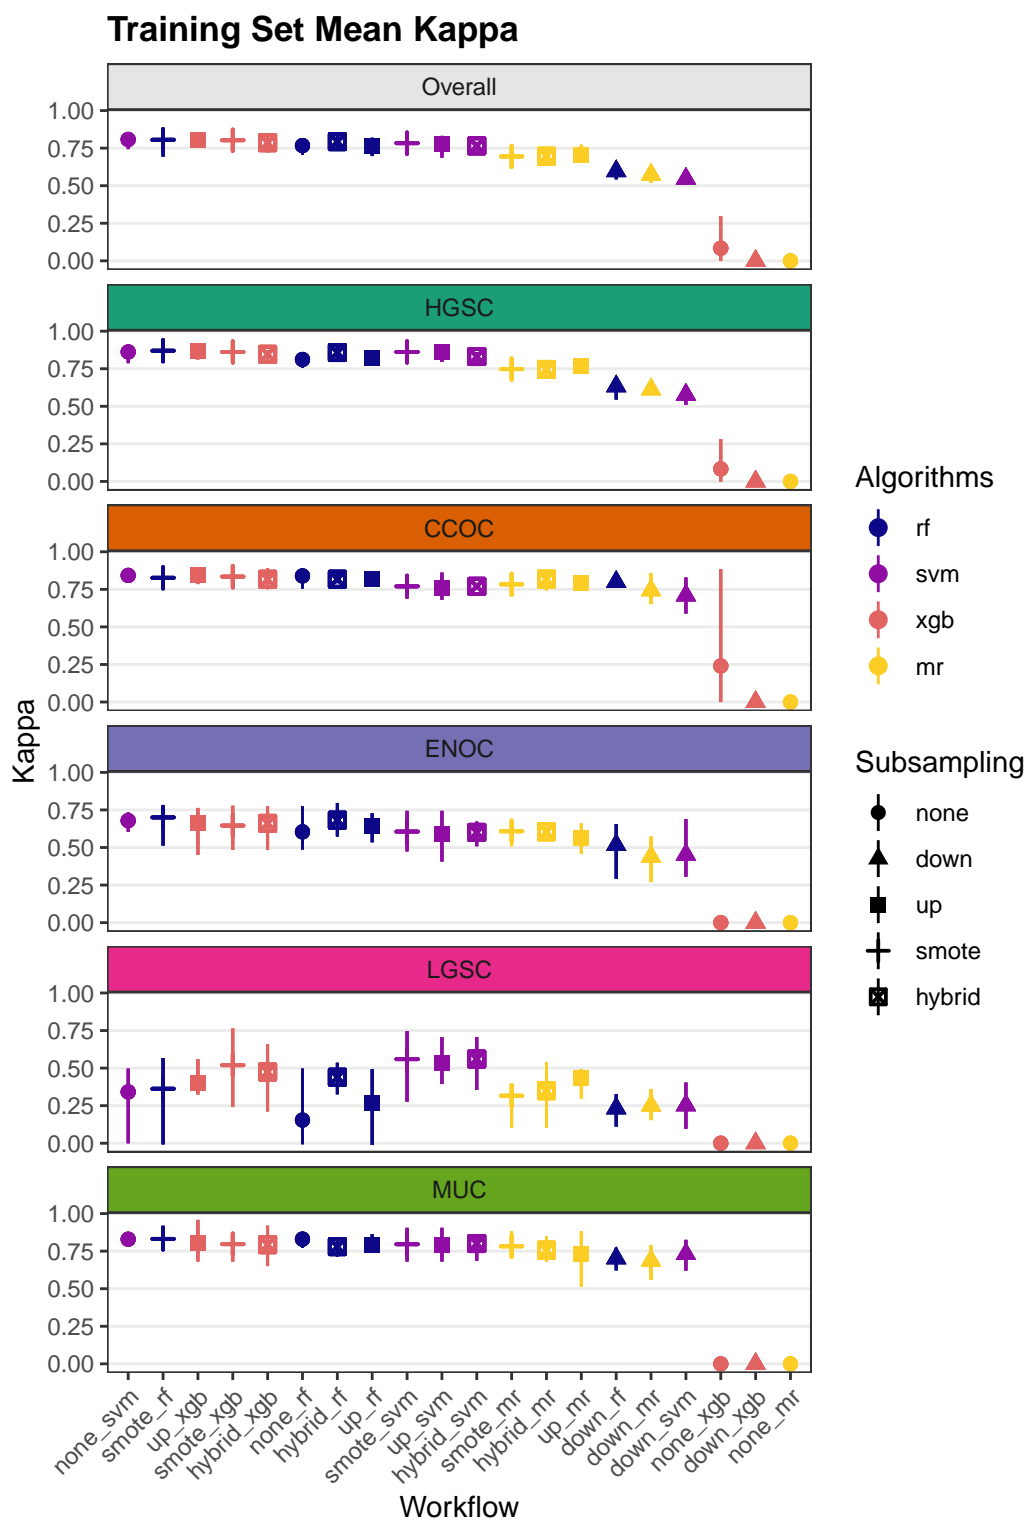 Training Set Mean Kappa
Overall
1.00
0.75
0.50
0.25
0.00
HGSC
1.00
0.75
0.50
0.25
0.00
CCOC
1.00
0.75
0.50
0.25
0.00
ENOC
1.00
0.75
0.50
0.25
0.00
LGSC
1.00
0.75
0.50
0.25
0.00
MUC
1.00
0.75
0.50
0.25
0.00
Kappa
none_svm
smote_rf
up_xgb
smote_xgb
hybrid_xgb
none_rf
hybrid_rf
up_rf
smote_svm
up_svm
hybrid_svm
smote_mr
hybrid_mr
up_mr
down_rf
down_mr
down_svm
none_xgb
down_xgb
none_mr
Workflow
Algorithms
rf
svm
xgb
mr
Subsampling
none
down
up
smote
hybrid